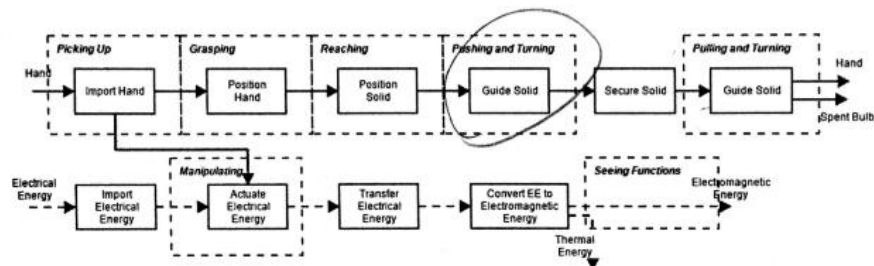 Picking Up
Grasping
Reaching
Pushing and Turning
Pulling and Turning
Hand
Import Hand
Position
Hand
Position
Solid
Guide Solid
Secure Solid
Guide Solid
Hand
Spent Bulb
Manipulating
Seeing Functions
Electrical
Energy
Import
Electrical
Energy
Actuate
Electrical
Energy
Transfer
Electrical
Energy
Convert EE to
Electromagnetic
Energy
Electromagnetic
Energy
Thermal
Energy